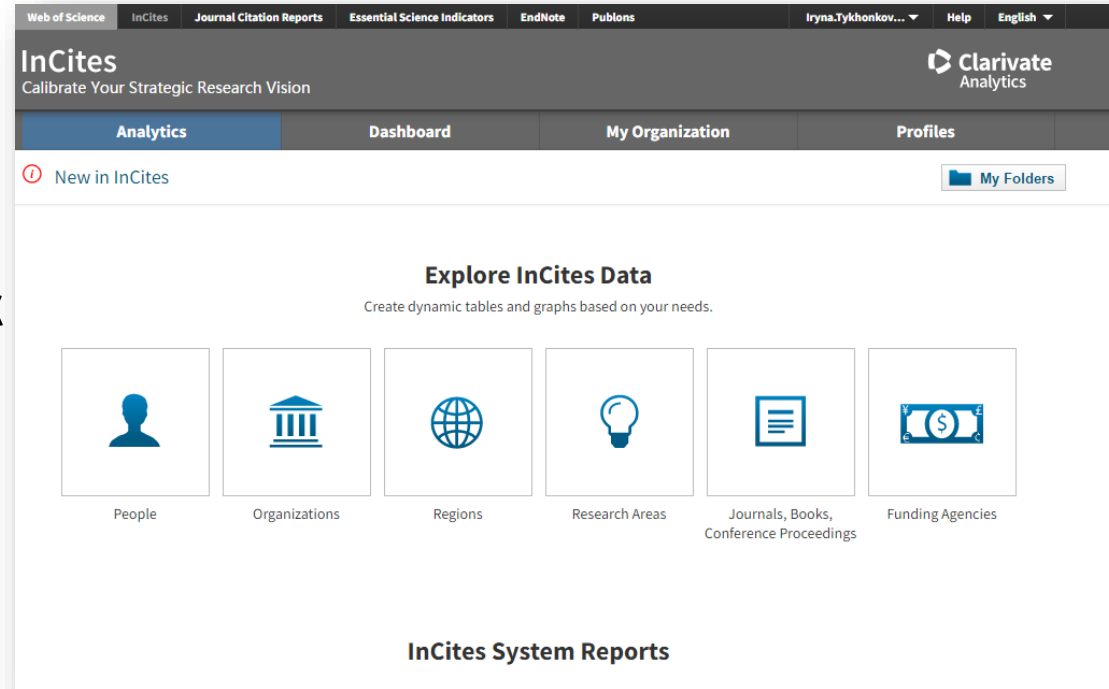 Web of Science InCites Journal Citation Reports Essential Science Indicators EndNote Publons Iryna.Tykhonkov... Help English
InCites
Calibrate Your Strategic Research Vision
Clarivate
Analytics
Analytics Dashboard My Organization Profiles
New in InCites
My Folders
Explore InCites Data
Create dynamic tables and graphs based on your needs.
People Organizations Regions Research Areas Journals, Books, Funding Agencies
Conference Proceedings
InCites System Reports